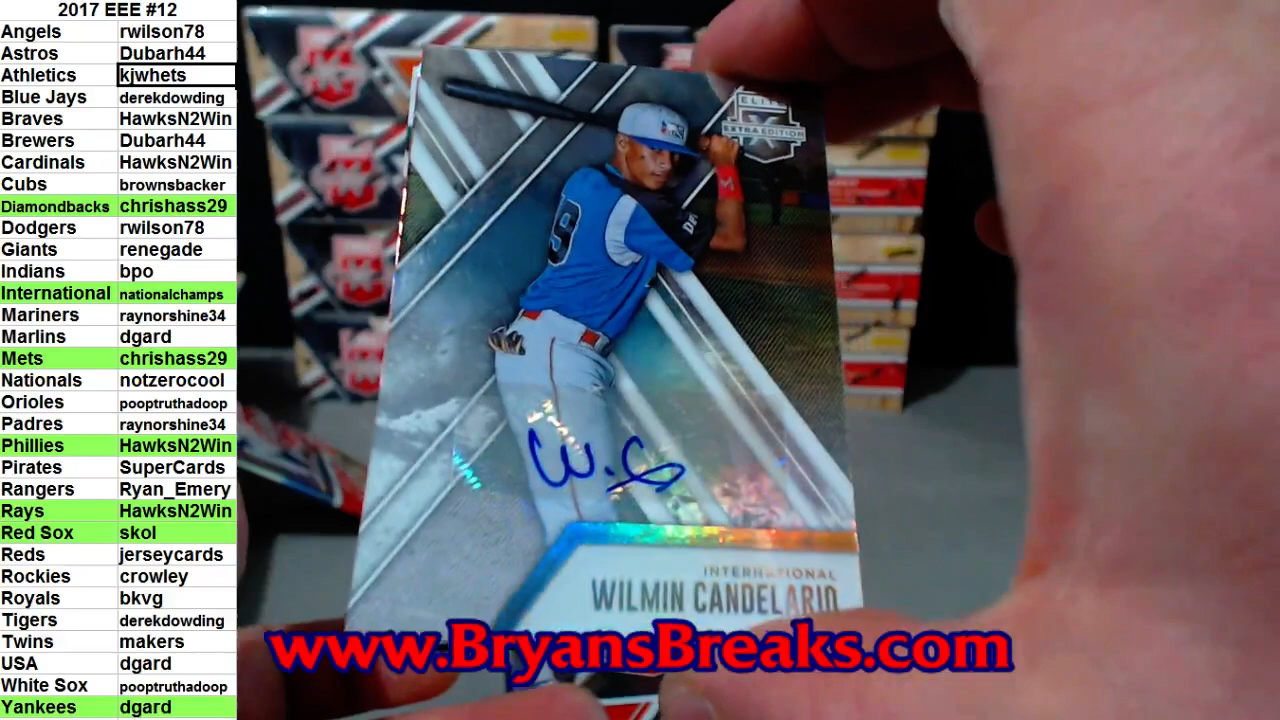 2017 EEE #12
Angels rwilson78
Astros Dubarh44
Athletics kjwhets
Blue Jays derekdowding
Braves HawksN2Win
Brewers Dubarh44
Cardinals HawksN2Win
Cubs brownsbacker
Diamondbacks chrishass29
Dodgers rwilson78
Giants renegade
Indians bpo
International nationalchamps
Mariners raynorshine34
Marlins dgard
Mets chrishass29
Nationals notzerocool
Orioles pooptruthadoop
Padres raynorshine34
Phillies HawksN2Win
Pirates SuperCards
Rangers Ryan_Emery
Rays HawksN2Win
Red Sox skol
Reds jerseycards
Rockies crowley
Royals bkvg
Tigers derekdowding
Twins makers
USA dgard
White Sox pooptruthadoop
Yankees dgard
ELITE
EXTRA EDITION
W.C
INTERNATIONAL
WILMIN CANDELARIO
www.BryansBreaks.com